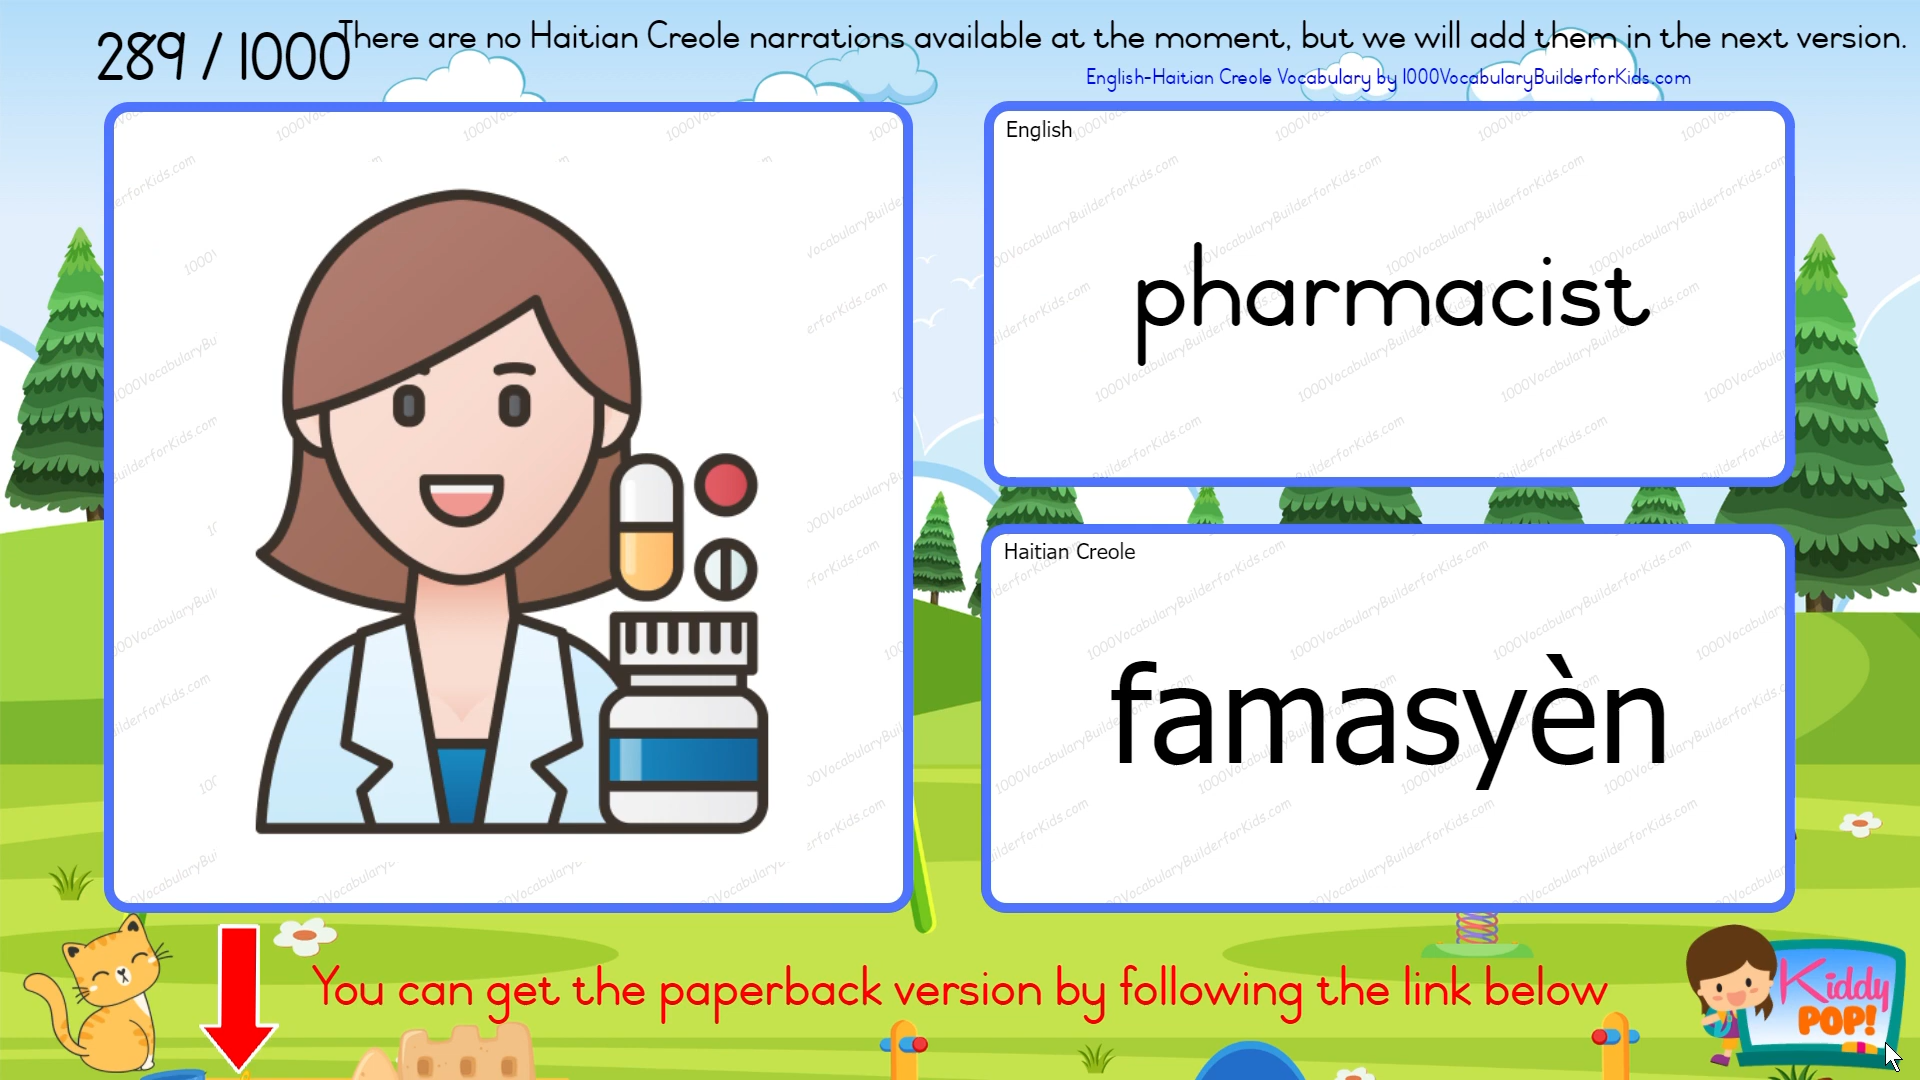 289 / 1000
There are no Haitian Creole narrations available at the moment, but we will add them in the next version.
English-Haitian Creole Vocabulary by 1000VocabularyBuilderforKids.com
English
pharmacist
Haitian Creole
famasyèn
You can get the paperback version by following the link below
Kiddy
POP!